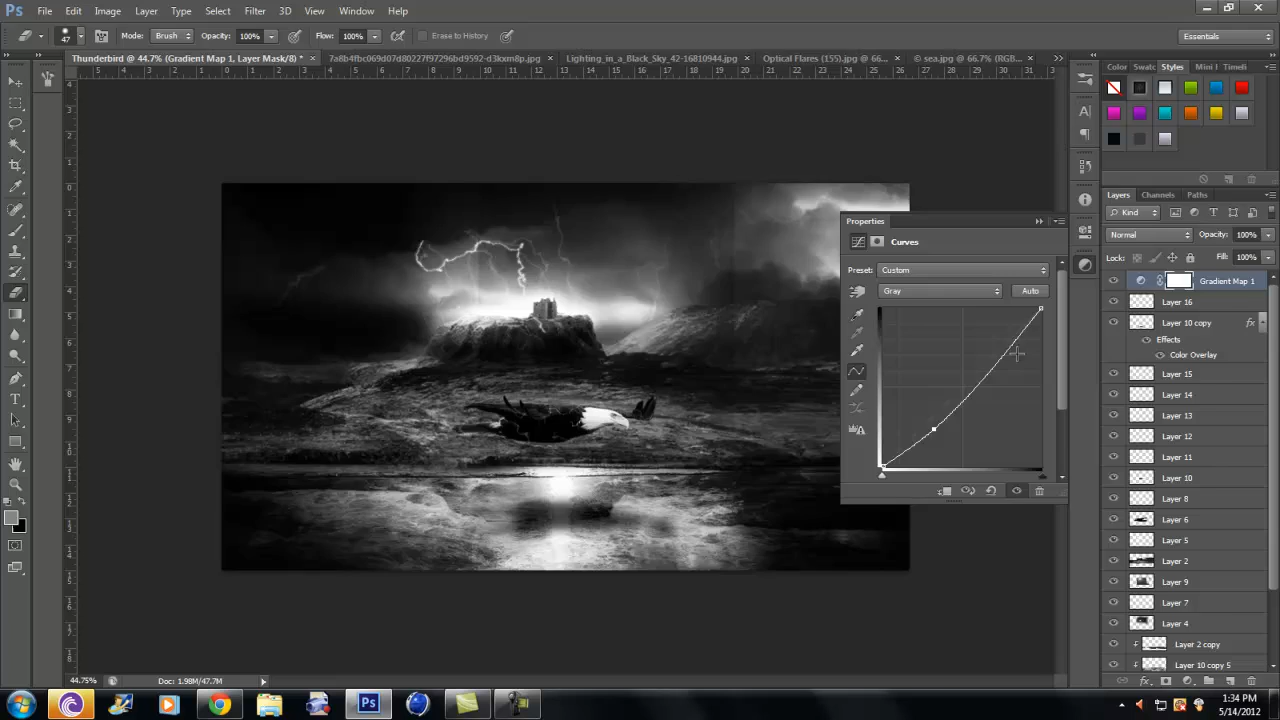 Ps File Edit Image Layer Type Select Filter 3D View Window Help
47 Mode: Brush Opacity: 100% Flow: 100% Erase to History Essentials
Thunderbird @ 44.7% (Gradient Map 1, Layer Mask/8) * × 7a8b4fbc069d07d80227f97296bd9592-d3kxm8p.jpg × Lighting_in_a_Black_Sky_42-16810944.jpg × Optical Flares (155).jpg @ 66... × © sea.jpg @ 66.7% (RGB... ×
Color Swatc Styles Mini Timeli
Layers Channels Paths
Kind
Normal Opacity: 100%
Lock: Fill: 100%
Properties
Curves
Preset: Custom
Gray Auto
Gradient Map 1
Layer 16
Layer 10 copy fx
Effects
Color Overlay
Layer 15
Layer 14
Layer 13
Layer 12
Layer 11
Layer 10
Layer 8
Layer 6
Layer 5
Layer 2
Layer 9
Layer 7
Layer 4
Layer 2 copy
Layer 10 copy 5
44.75% Doc: 1.98M/47.7M
1:34 PM
5/14/2012